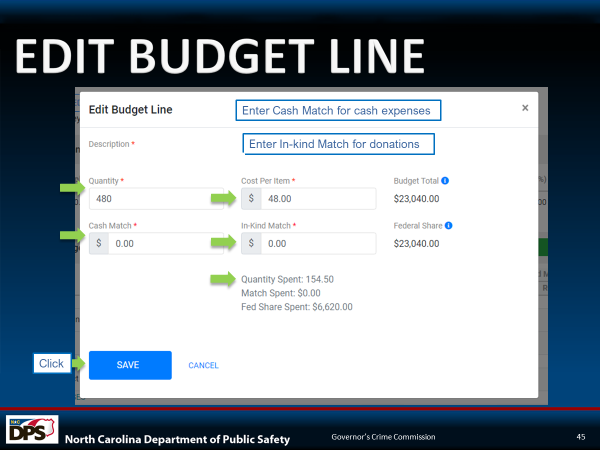 EDIT BUDGET LINE
Edit Budget Line
Enter Cash Match for cash expenses
×
Description *
Enter In-kind Match for donations
Quantity *
Cost Per Item *
Budget Total
480
$ 48.00
$23,040.00
Cash Match *
In-Kind Match *
Federal Share
$ 0.00
$ 0.00
$23,040.00
Quantity Spent: 154.50
Match Spent: $0.00
Fed Share Spent: $6,620.00
Click
SAVE
CANCEL
DPS
North Carolina Department of Public Safety
Governor's Crime Commission
45